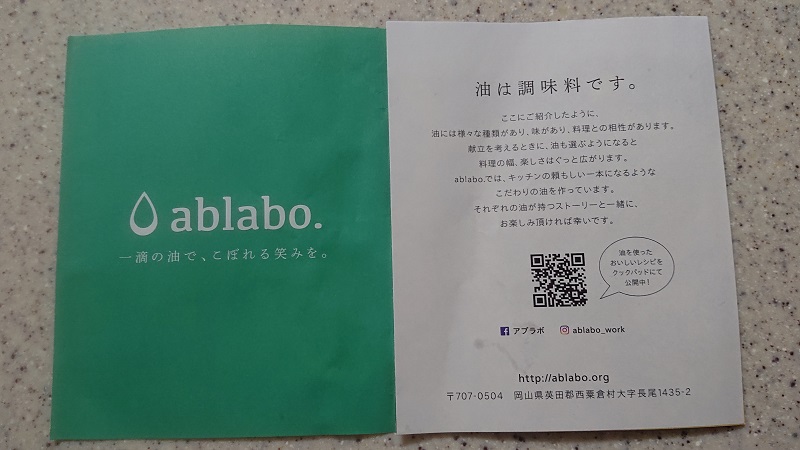 ablabo.
一滴の油で、こぼれる笑みを。
油は調味料です。
ここにご紹介したように、
油には様々な種類があり、味があり、料理との相性があります。
献立を考えるときに、油も選ぶようになると
料理の幅、楽しさはぐっと広がります。
ablabo.では、キッチンの頼もしい一本になるような
こだわりの油を作っています。
それぞれの油が持つストーリーと一緒に、
お楽しみ頂ければ幸いです。
油を使った
おいしいレシピを
クックパッドにて
公開中！
アブラボ ablabo_work
http://ablabo.org
〒707-0504 岡山県英田郡西粟倉村大字長尾1435-2